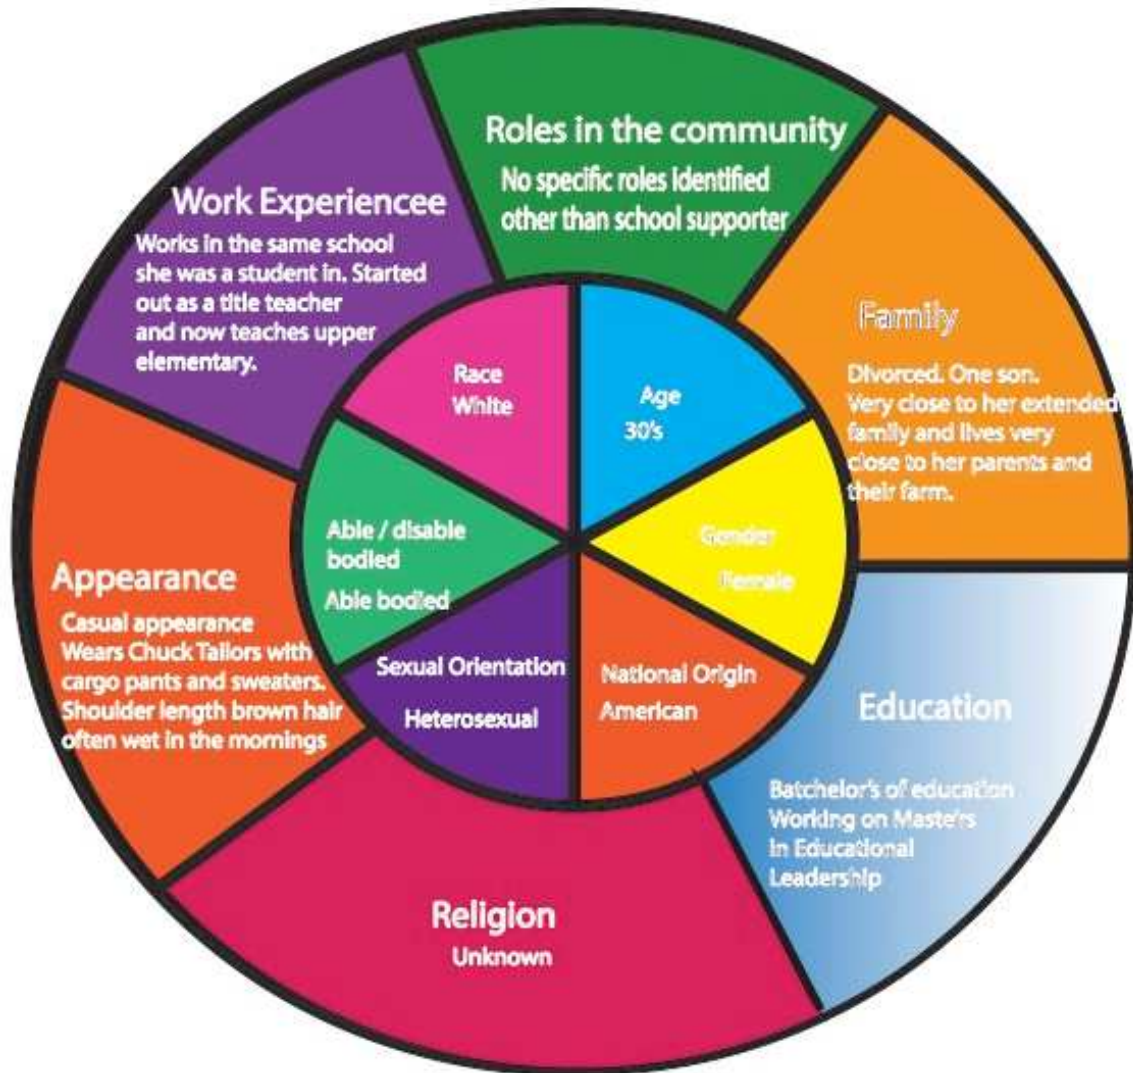 Roles in the community
No specific roles identified
other than school supporter
Work Experiencee
Works in the same school
she was a student in. Started
out as a title teacher
and now teaches upper
elementary.
Family
Divorced. One son.
Very close to her extended
family and lives very
close to her parents and
their farm.
Race
White
Age
30's
Able / disable
bodied
Able bodied
Gender
Female
Appearance
Casual appearance
Wears Chuck Tailors with
cargo pants and sweaters.
Shoulder length brown hair
often wet in the mornings
Sexual Orientation
Heterosexual
National Origin
American
Education
Batchelor's of education
Working on Maste'rs
in Educational
Leadership
Religion
Unknown